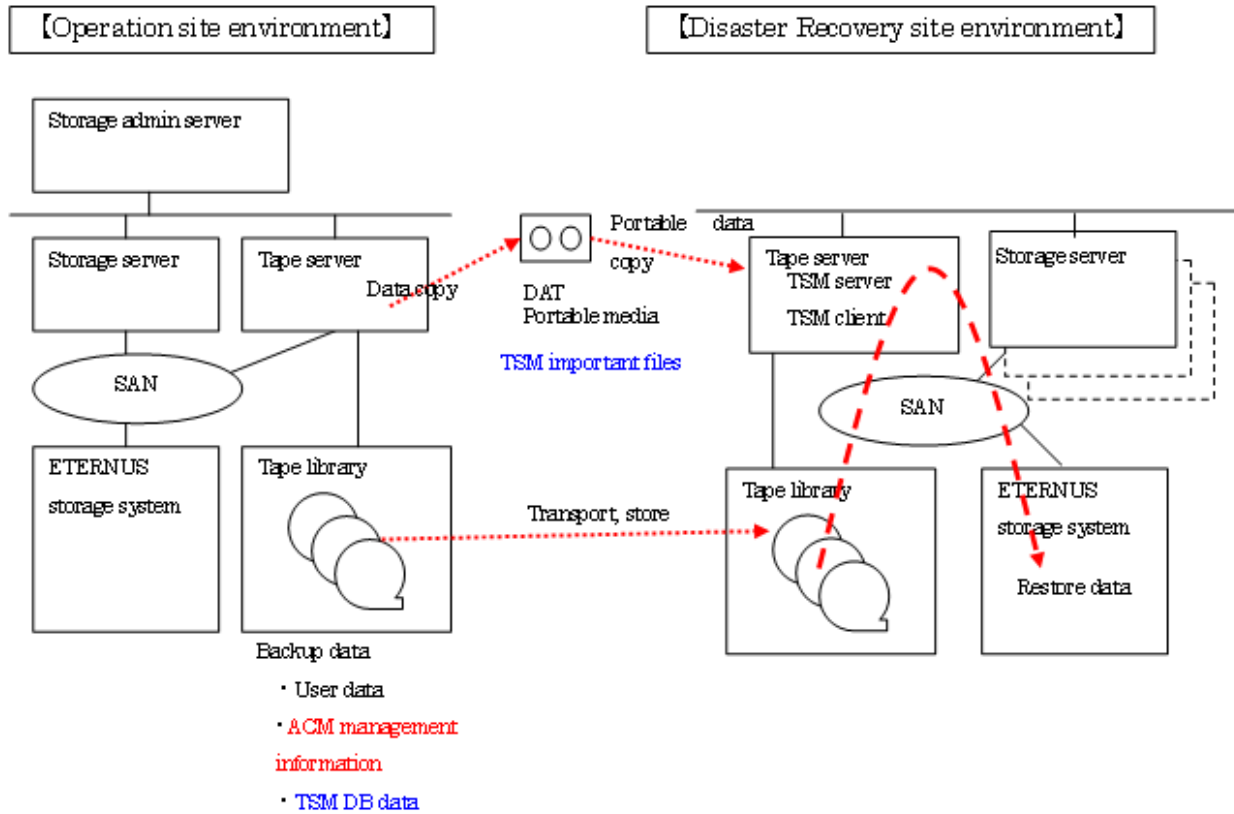 【Operation site environment】
【Disaster Recovery site environment】
Storage admin server
Storage server
Tape server
Data copy
Portable data
copy
DAT
Portable media
TSM important files
Tape server
TSM server
TSM client
Storage server
SAN
SAN
ETERNUS
storage system
Tape library
Transport, store
Tape library
ETERNUS
storage system
Restore data
Backup data
・User data
・ACM management
information
・TSM DB data